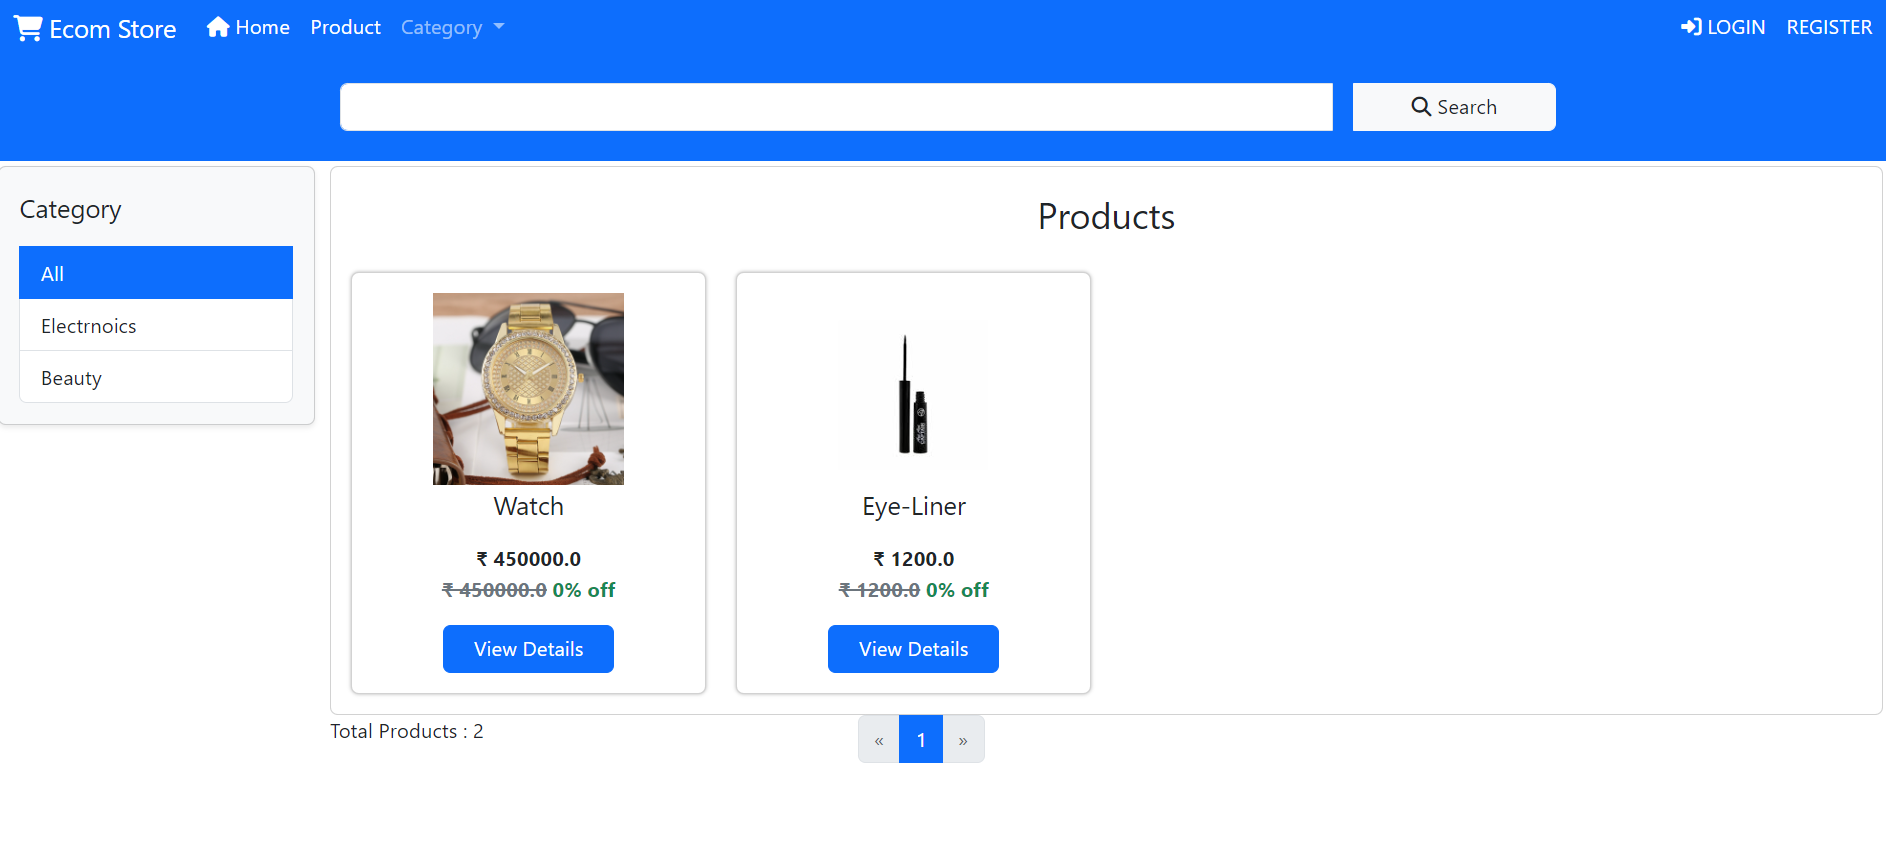 Ecom Store Home Product Category LOGIN REGISTER
Search
Category
All
Electrnoics
Beauty
Products
Watch
₹ 450000.0
₹ 450000.0 0% off
View Details
Eye-Liner
₹ 1200.0
₹ 1200.0 0% off
View Details
Total Products : 2
« 1 »